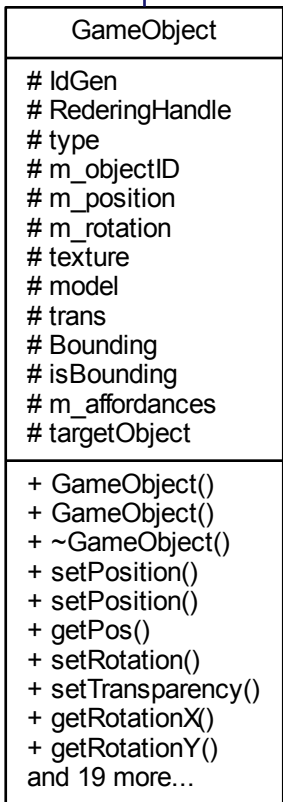 GameObject
# IdGen
# RederingHandle
# type
# m_objectID
# m_position
# m_rotation
# texture
# model
# trans
# Bounding
# isBounding
# m_affordances
# targetObject
+ GameObject()
+ GameObject()
+ ~GameObject()
+ setPosition()
+ setPosition()
+ getPos()
+ setRotation()
+ setTransparency()
+ getRotationX()
+ getRotationY()
and 19 more...